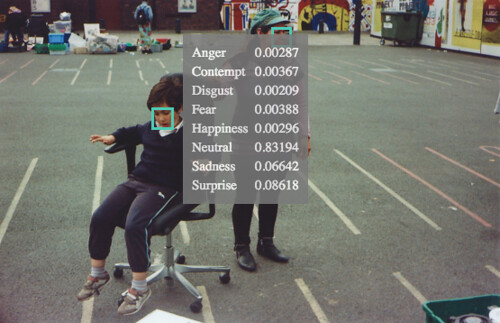 Anger 0.00287
Contempt 0.00367
Disgust 0.00209
Fear 0.00388
Happiness 0.00296
Neutral 0.83194
Sadness 0.06642
Surprise 0.08618